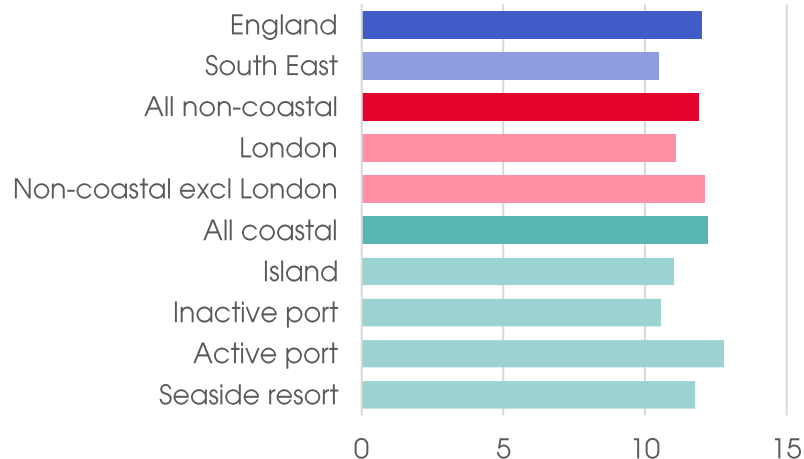 England
South East
All non-coastal
London
Non-coastal excl London
All coastal
Island
Inactive port
Active port
Seaside resort
0 5 10 15